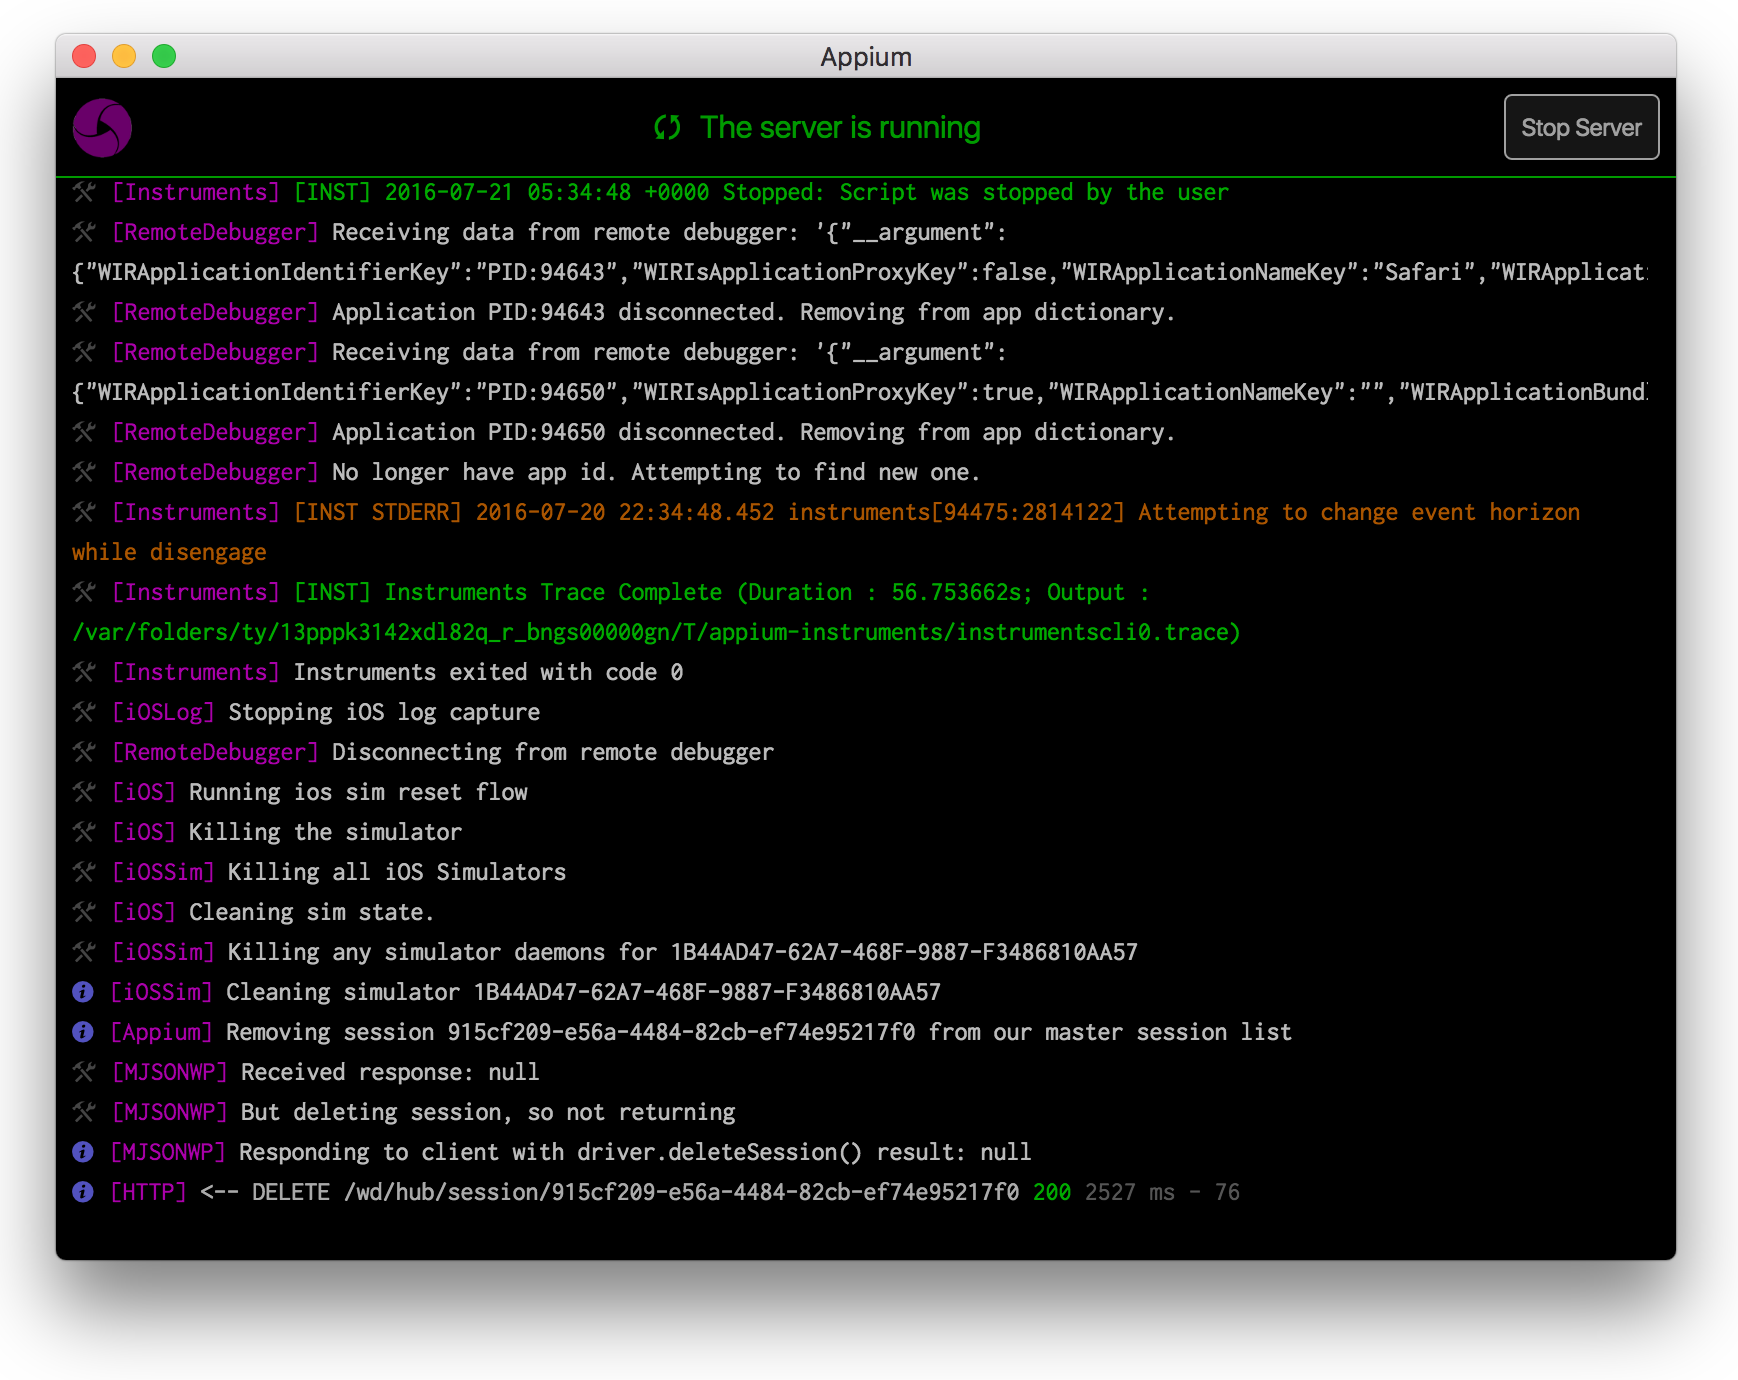 Appium
The server is running
Stop Server
[Instruments] [INST] 2016-07-21 05:34:48 +0000 Stopped: Script was stopped by the user
[RemoteDebugger] Receiving data from remote debugger: '{"__argument":
{"WIRApplicationIdentifierKey":"PID:94643","WIRIsApplicationProxyKey":false,"WIRApplicationNameKey":"Safari","WIRApplicat
[RemoteDebugger] Application PID:94643 disconnected. Removing from app dictionary.
[RemoteDebugger] Receiving data from remote debugger: '{"__argument":
{"WIRApplicationIdentifierKey":"PID:94650","WIRIsApplicationProxyKey":true,"WIRApplicationNameKey":"","WIRApplicationBund
[RemoteDebugger] Application PID:94650 disconnected. Removing from app dictionary.
[RemoteDebugger] No longer have app id. Attempting to find new one.
[Instruments] [INST STDERR] 2016-07-20 22:34:48.452 instruments[94475:2814122] Attempting to change event horizon
while disengage
[Instruments] [INST] Instruments Trace Complete (Duration : 56.753662s; Output :
/var/folders/ty/13pppk3142xdl82q_r_bngs00000gn/T/appium-instruments/instrumentscli0.trace)
[Instruments] Instruments exited with code 0
[iOSLog] Stopping iOS log capture
[RemoteDebugger] Disconnecting from remote debugger
[iOS] Running ios sim reset flow
[iOS] Killing the simulator
[iOSSim] Killing all iOS Simulators
[iOS] Cleaning sim state.
[iOSSim] Killing any simulator daemons for 1B44AD47-62A7-468F-9887-F3486810AA57
[iOSSim] Cleaning simulator 1B44AD47-62A7-468F-9887-F3486810AA57
[Appium] Removing session 915cf209-e56a-4484-82cb-ef74e95217f0 from our master session list
[MJSONWP] Received response: null
[MJSONWP] But deleting session, so not returning
[MJSONWP] Responding to client with driver.deleteSession() result: null
[HTTP] <-- DELETE /wd/hub/session/915cf209-e56a-4484-82cb-ef74e95217f0 200 2527 ms - 76